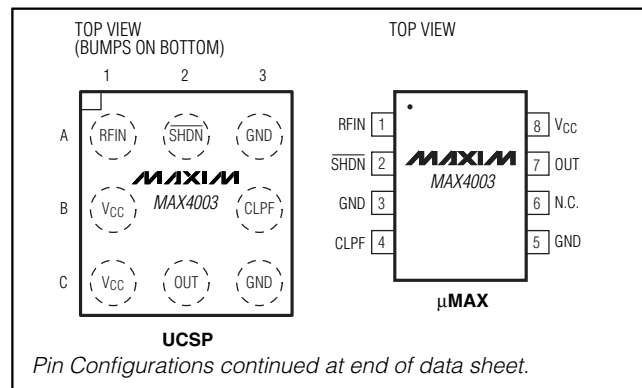 TOP VIEW
(BUMPS ON BOTTOM)
1 2 3
A RFIN SHDN GND
MAXIM
MAX4003
B VCC CLPF
C VCC OUT GND
UCSP
TOP VIEW
RFIN 1
SHDN 2
GND 3
CLPF 4
MAXIM
MAX4003
8 VCC
7 OUT
6 N.C.
5 GND
µMAX
Pin Configurations continued at end of data sheet.